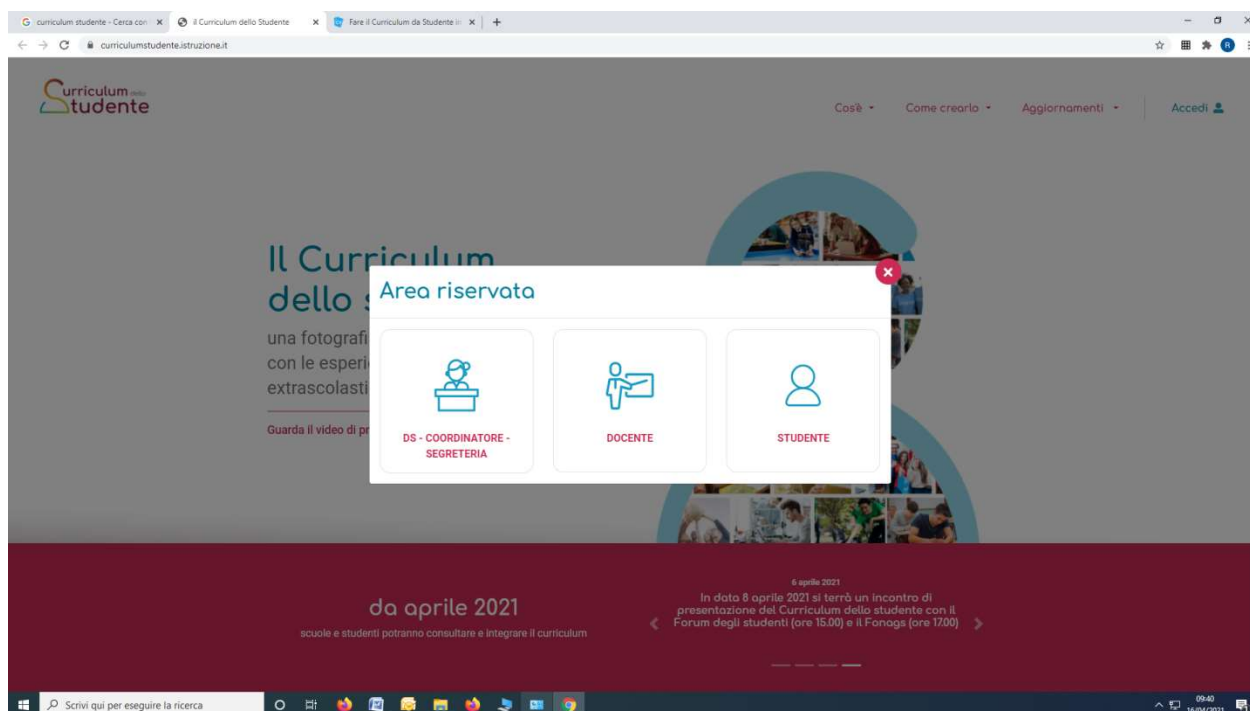 curriculum studente - Cerca con
il Curriculum dello Studente
Fare il Curriculum da Studente in
curriculumstudente.istruzione.it
R
Curriculum dello
Studente
Cos'è
Come crearlo
Aggiornamenti
Accedi
Il Curriculum
dello s
una fotografi
con le esperi
extrascolasti
Guarda il video di pr
Area riservata
DS - COORDINATORE -
SEGRETERIA
DOCENTE
STUDENTE
da aprile 2021
scuole e studenti potranno consultare e integrare il curriculum
6 aprile 2021
In data 8 aprile 2021 si terrà un incontro di
presentazione del Curriculum dello studente con il
Forum degli studenti (ore 15.00) e il Fonags (ore 17.00)
Scrivi qui per eseguire la ricerca
09:40
16/04/2021